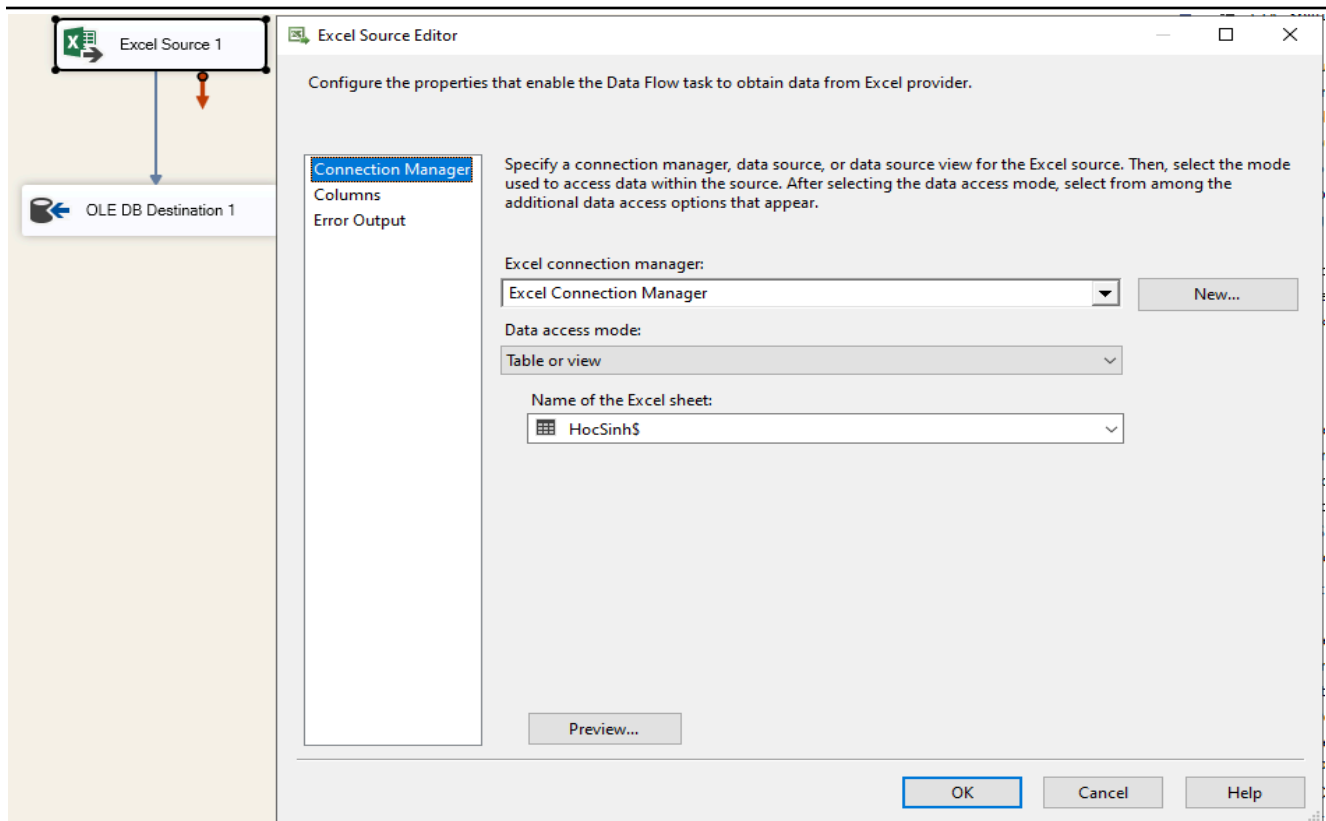 Excel Source 1
OLE DB Destination 1
Excel Source Editor
Configure the properties that enable the Data Flow task to obtain data from Excel provider.
Connection Manager
Columns
Error Output
Specify a connection manager, data source, or data source view for the Excel source. Then, select the mode
used to access data within the source. After selecting the data access mode, select from among the
additional data access options that appear.
Excel connection manager:
Excel Connection Manager
New...
Data access mode:
Table or view
Name of the Excel sheet:
HocSinh$
Preview...
OK
Cancel
Help